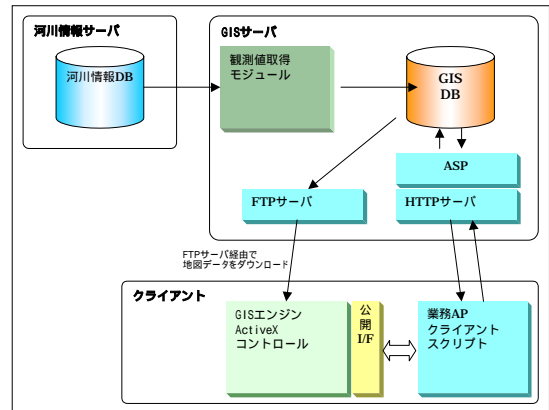 河川情報サーバ
河川情報DB
GISサーバ
観測値取得
モジュール
GIS
DB
ASP
FTPサーバ
HTTPサーバ
FTPサーバ経由で
地図データをダウンロード
クライアント
GISエンジン
ActiveX
コントロール
公
開
I/F
業務AP
クライアント
スクリプト